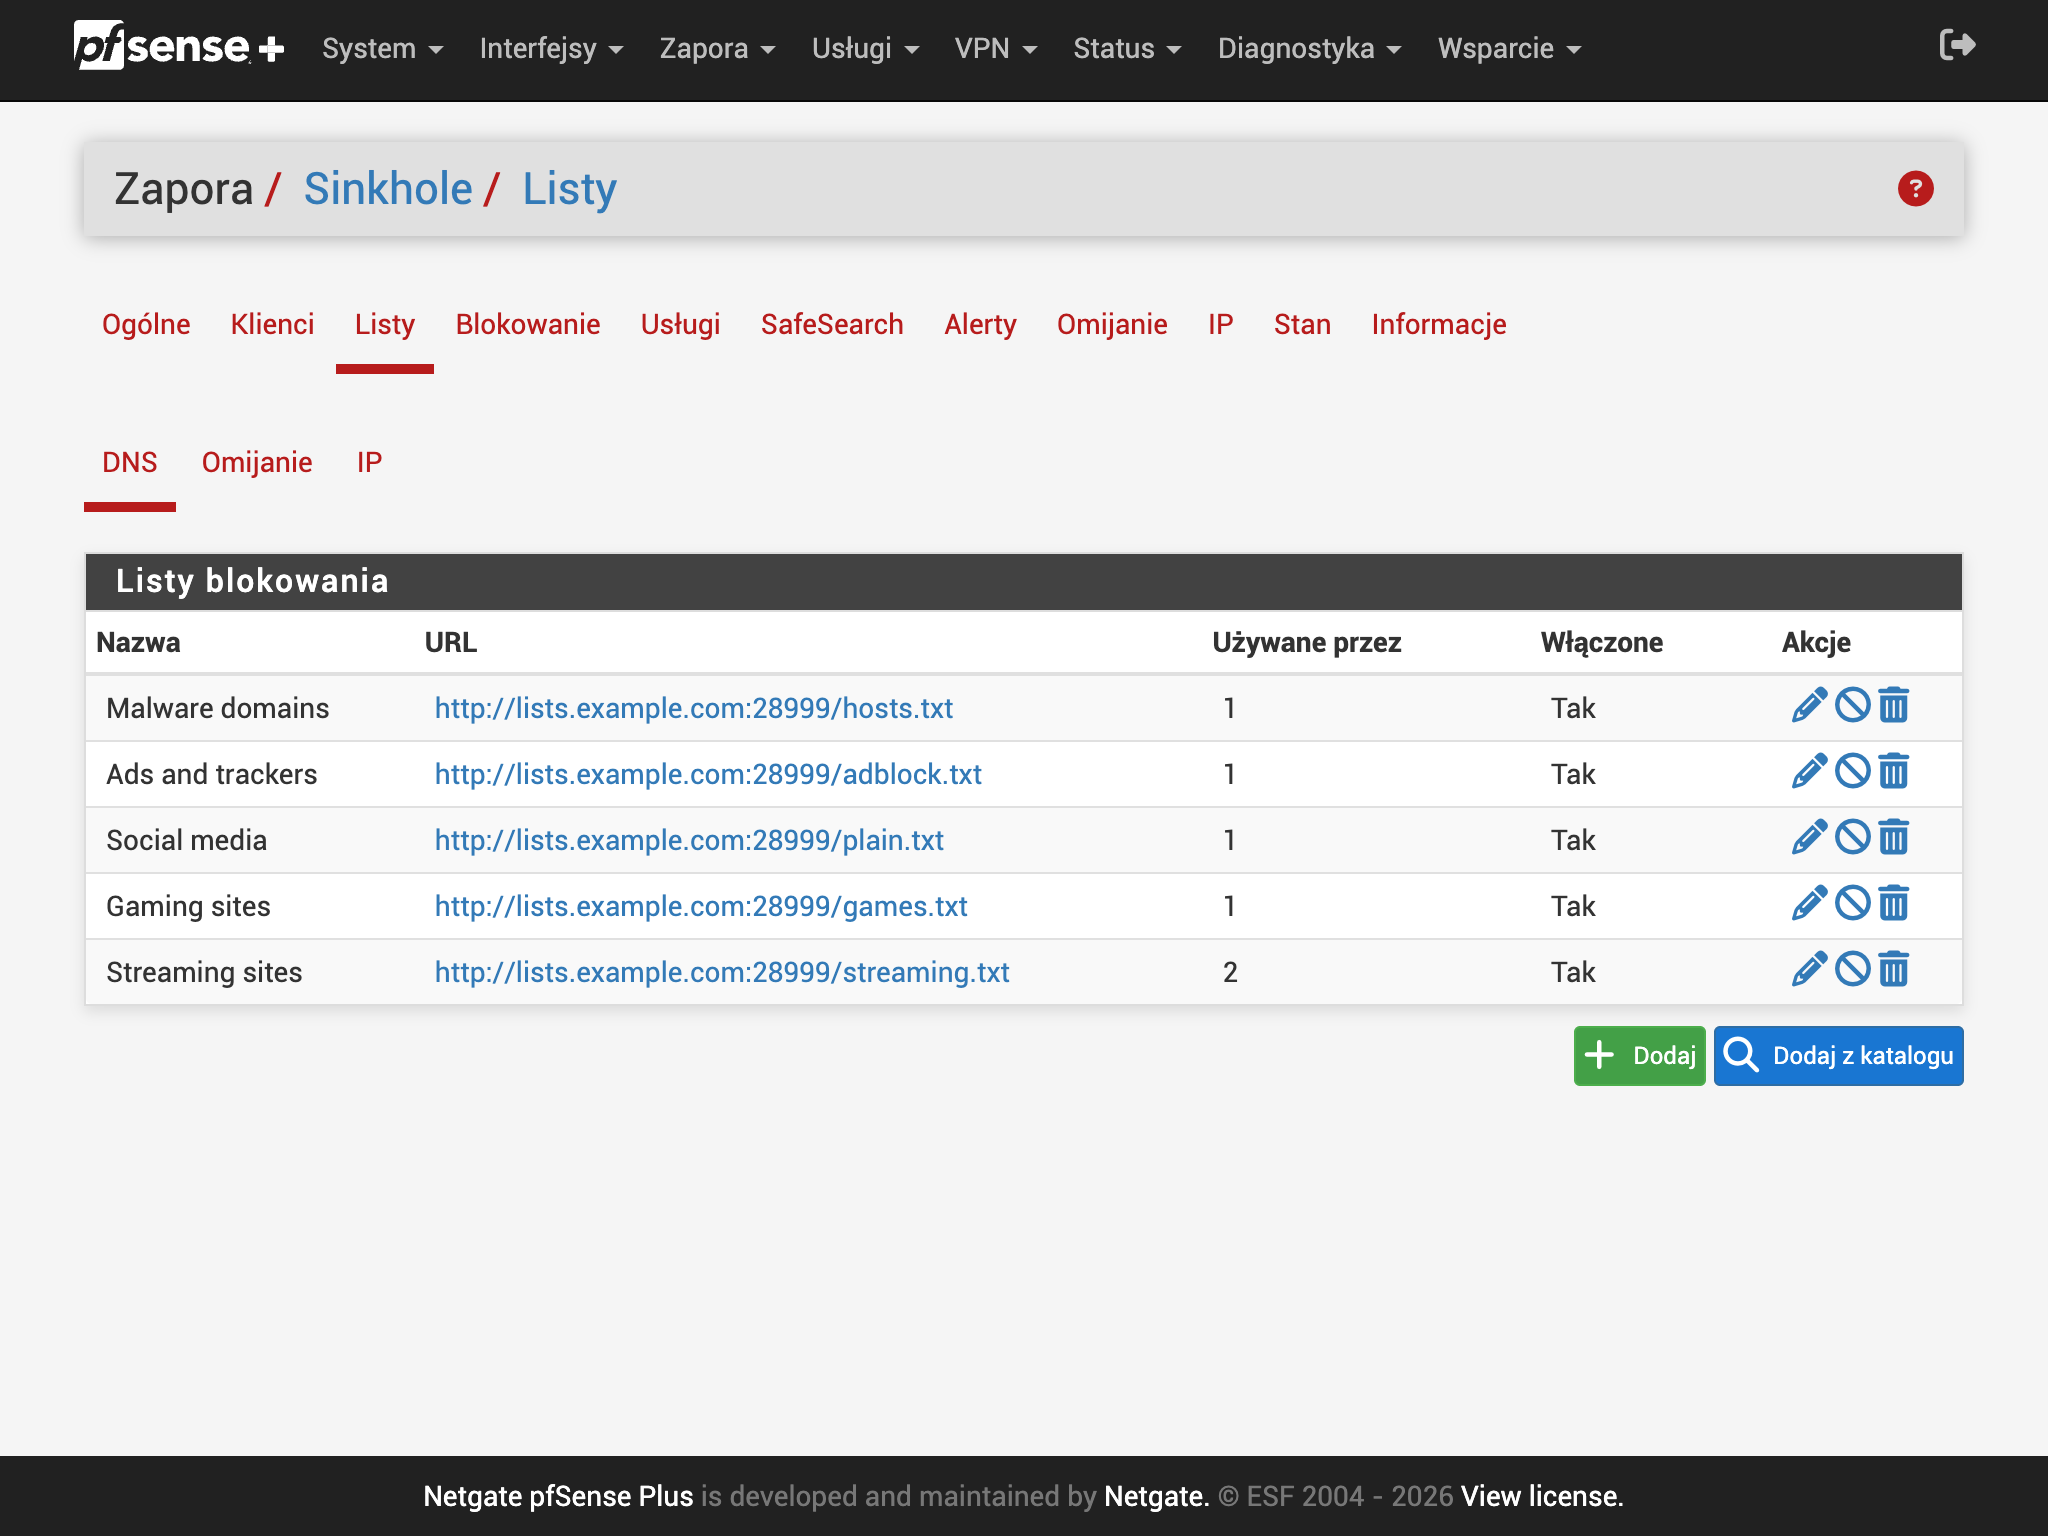 pfsense+ System Interfejsy Zapora Usługi VPN Status Diagnostyka Wsparcie
Zapora / Sinkhole / Listy
Ogólne Klienci Listy Blokowanie Usługi SafeSearch Alerty Omijanie IP Stan Informacje
DNS Omijanie IP
Listy blokowania
Nazwa URL Używane przez Włączone Akcje
Malware domains http://lists.example.com:28999/hosts.txt 1 Tak
Ads and trackers http://lists.example.com:28999/adblock.txt 1 Tak
Social media http://lists.example.com:28999/plain.txt 1 Tak
Gaming sites http://lists.example.com:28999/games.txt 1 Tak
Streaming sites http://lists.example.com:28999/streaming.txt 2 Tak
Dodaj Dodaj z katalogu
Netgate pfSense Plus is developed and maintained by Netgate. © ESF 2004 - 2026 View license.